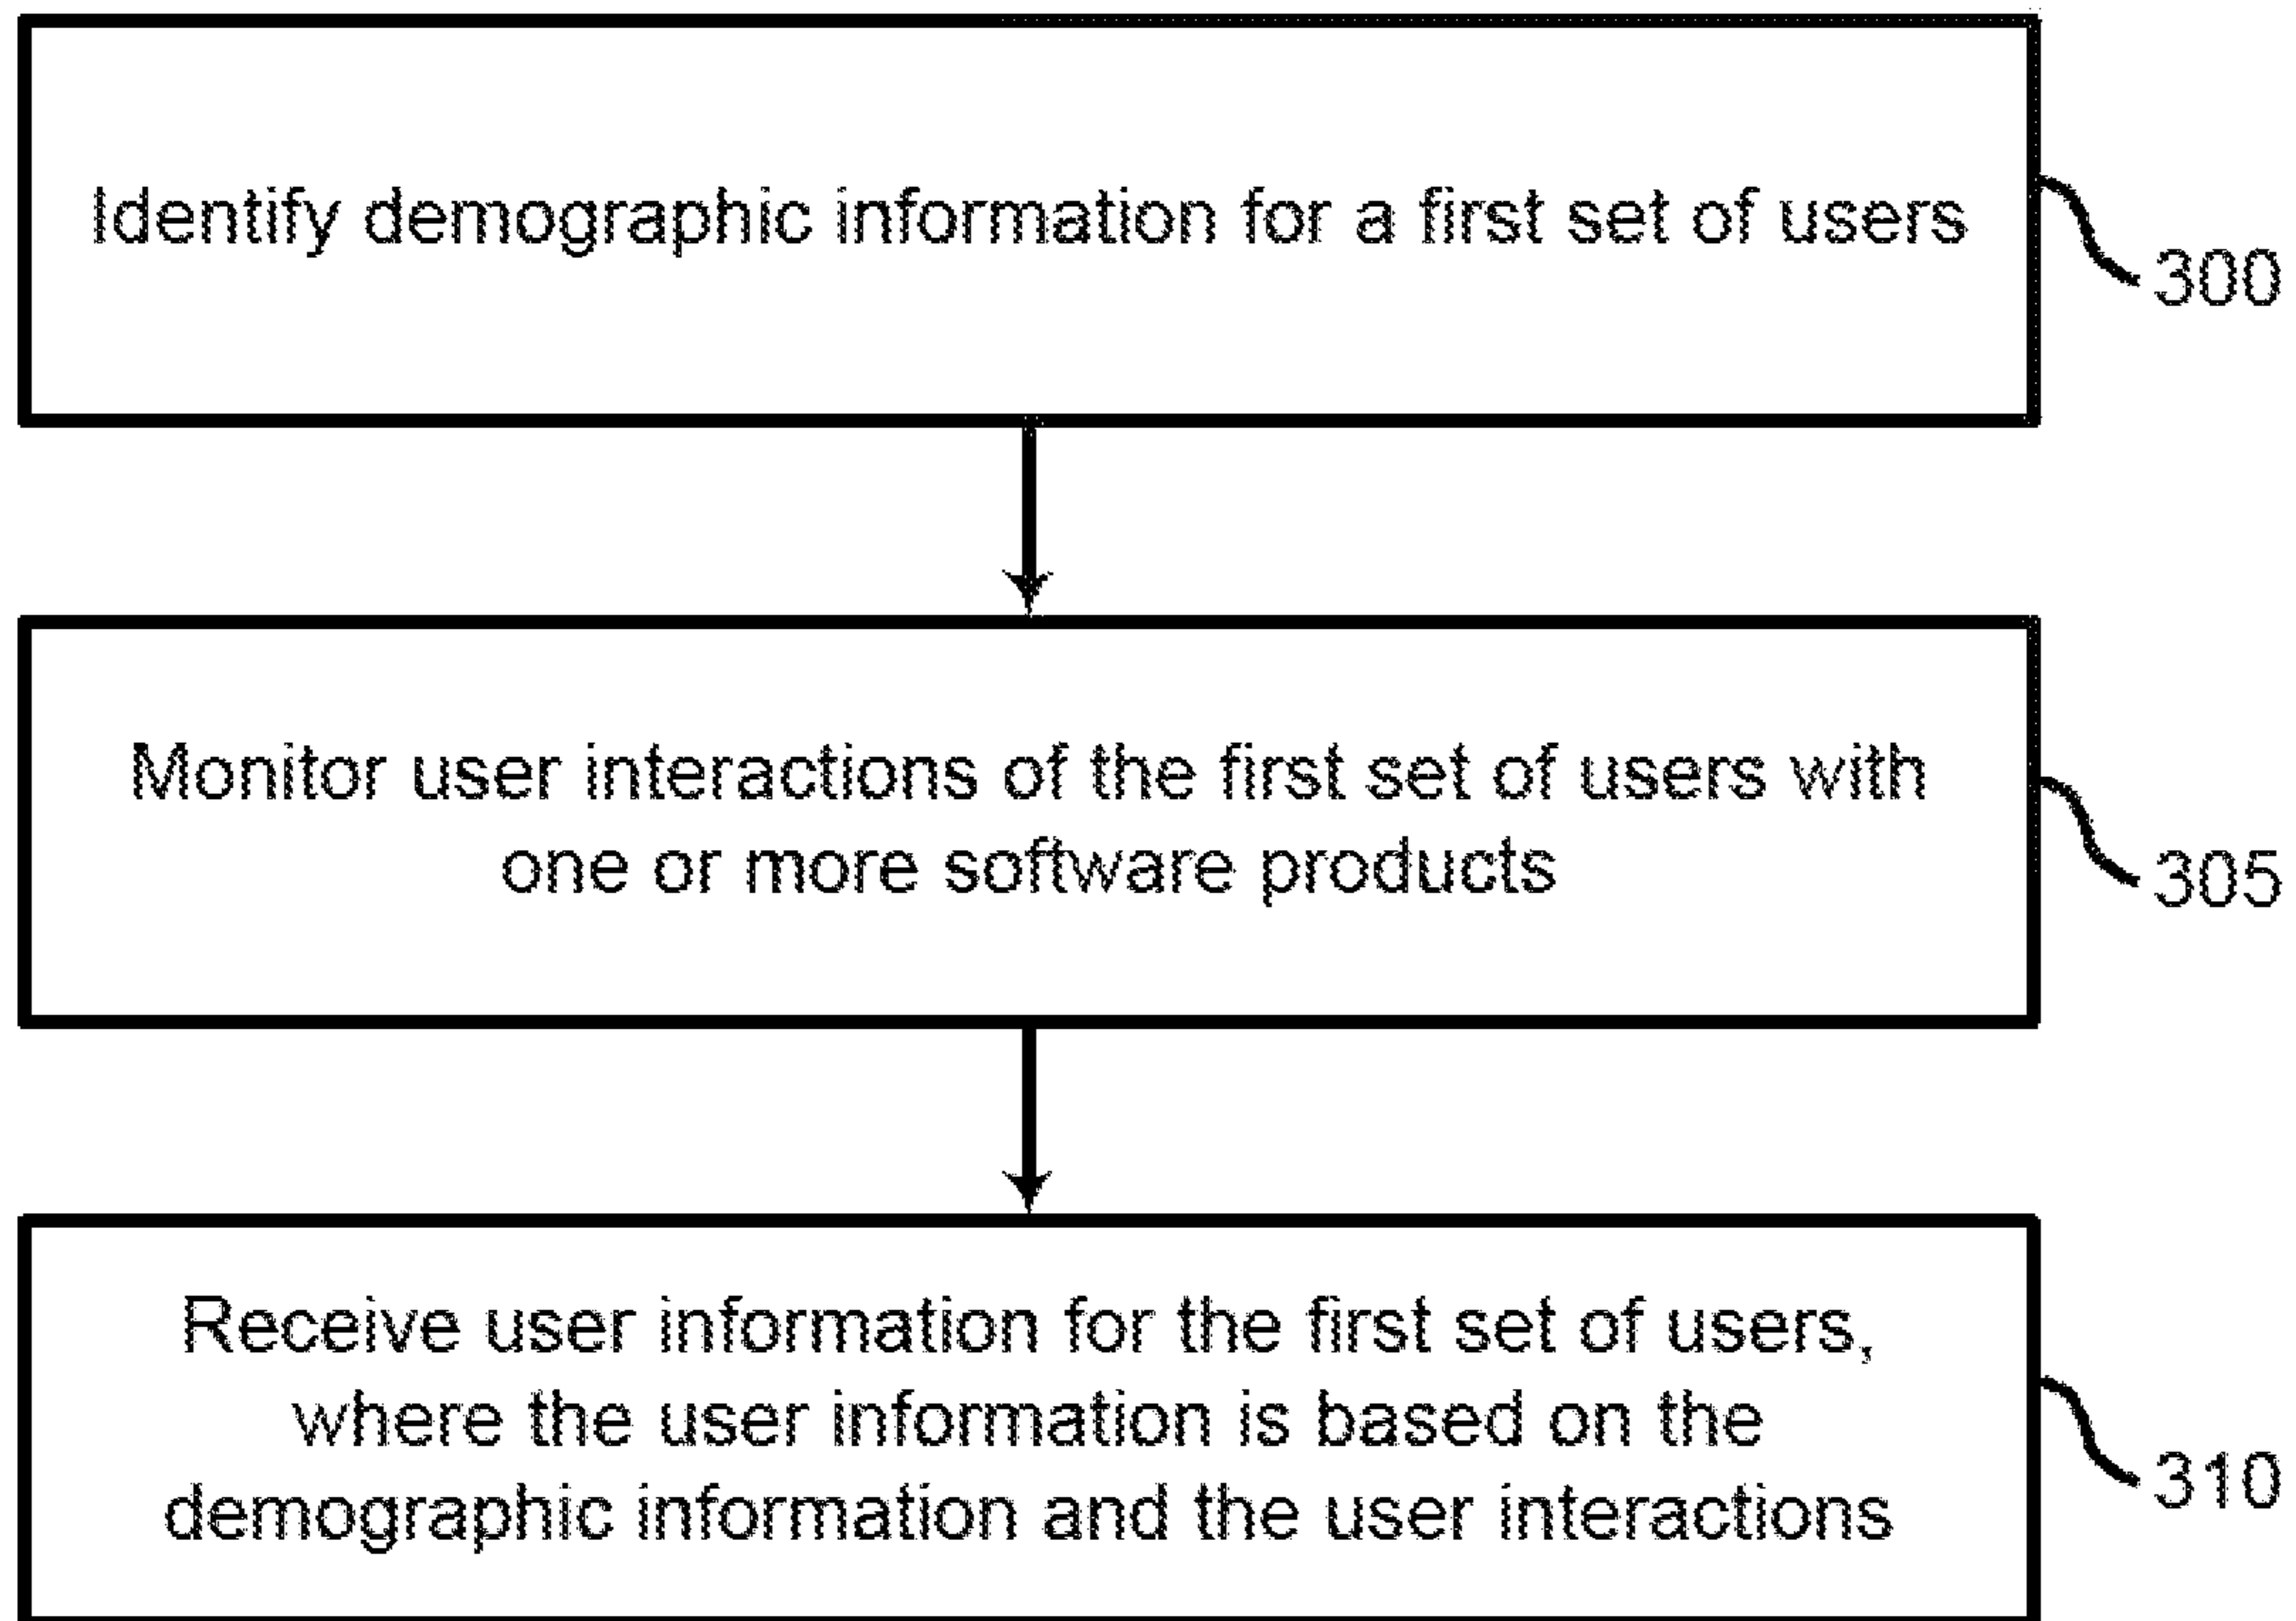 Identify demographic information for a first set of users
300
Monitor user interactions of the first set of users with
one or more software products
305
Receive user information for the first set of users,
where the user information is based on the
demographic information and the user interactions
310